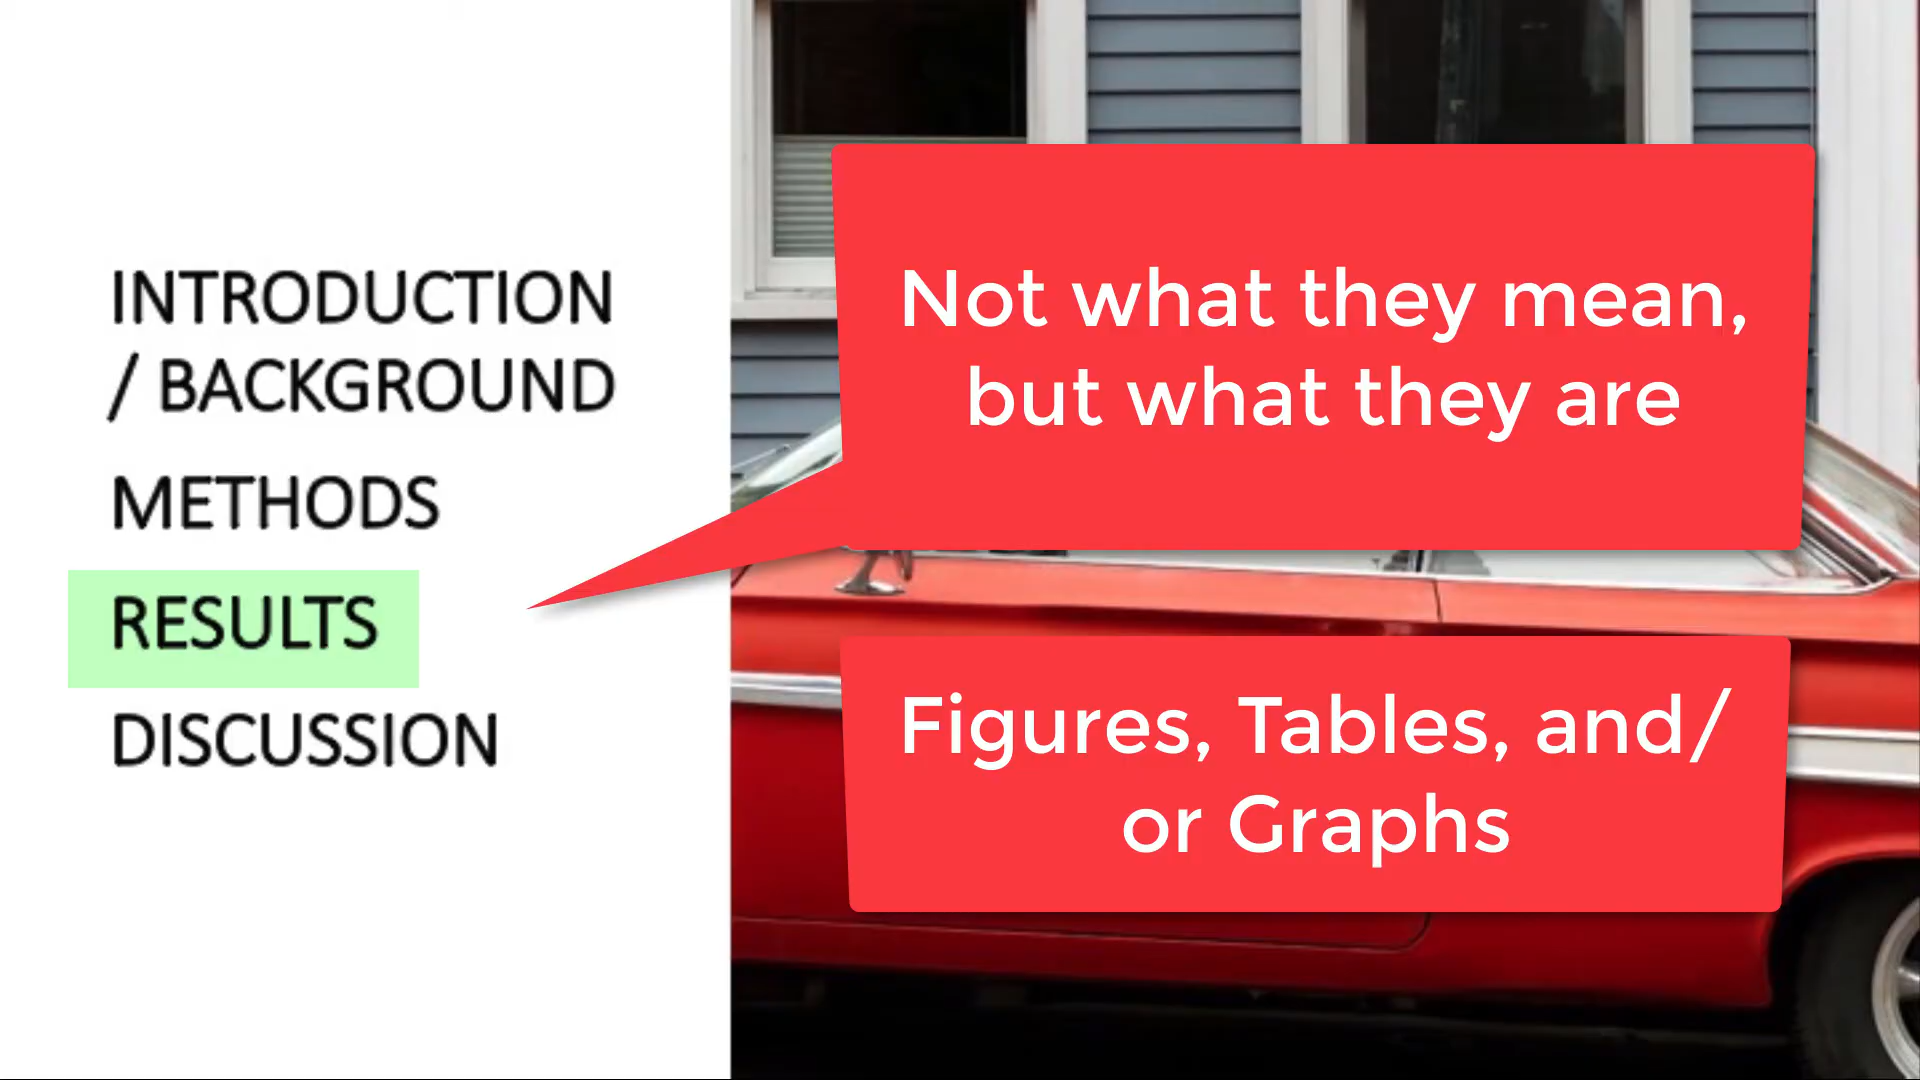 INTRODUCTION
/ BACKGROUND
METHODS
RESULTS
DISCUSSION
Not what they mean,
but what they are
Figures, Tables, and/
or Graphs